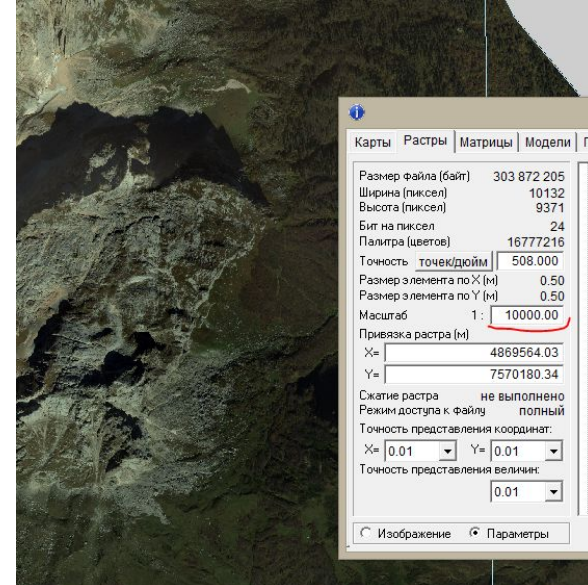 Карты Растры Матрицы Модели
Размер файла (байт) 303 872 205
Ширина (пиксел) 10132
Высота (пиксел) 9371
Бит на пиксел 24
Палитра (цветов) 16777216
Точность точек/дюйм 508.000
Размер элемента по X (м) 0.50
Размер элемента по Y (м) 0.50
Масштаб 1 : 10000.00
Привязка растра (м)
X= 4869564.03
Y= 7570180.34
Сжатие растра не выполнено
Режим доступа к файлу полный
Точность представления координат:
X= 0.01 Y= 0.01
Точность представления величин:
0.01
Изображение Параметры